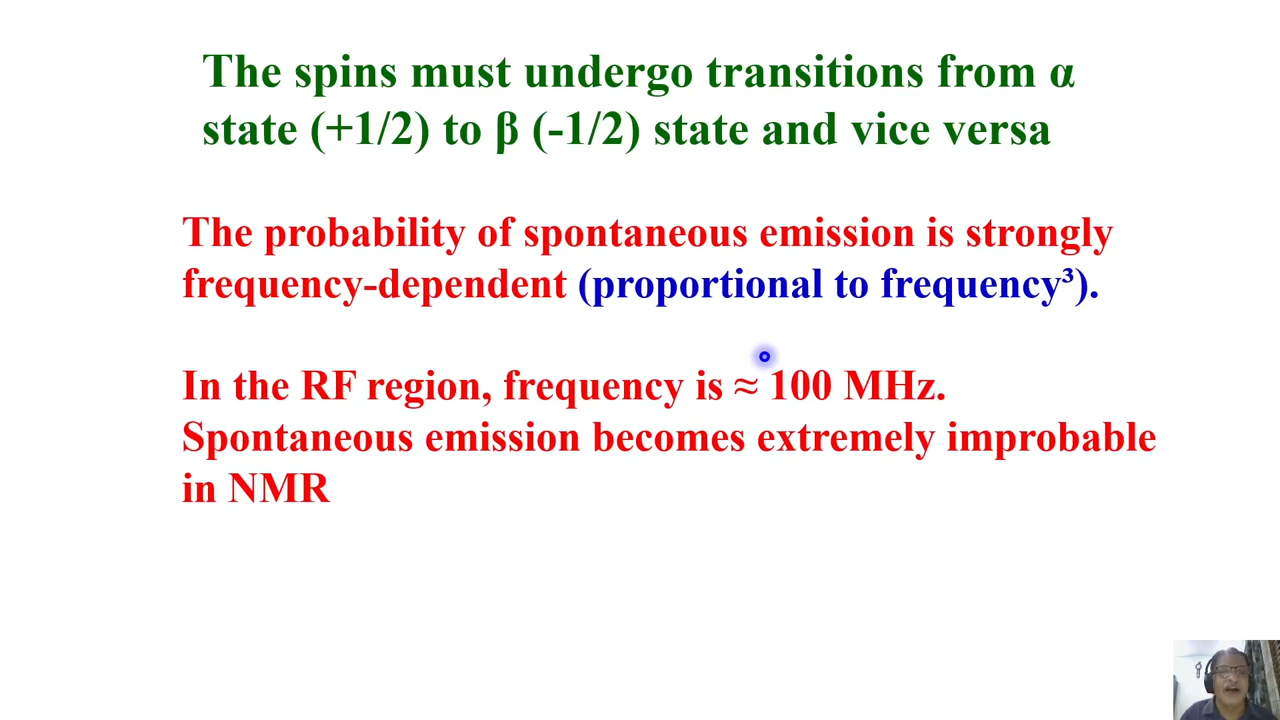 The spins must undergo transitions from α
state (+1/2) to β (-1/2) state and vice versa
The probability of spontaneous emission is strongly
frequency-dependent (proportional to frequency³).
In the RF region, frequency is ≈ 100 MHz.
Spontaneous emission becomes extremely improbable
in NMR